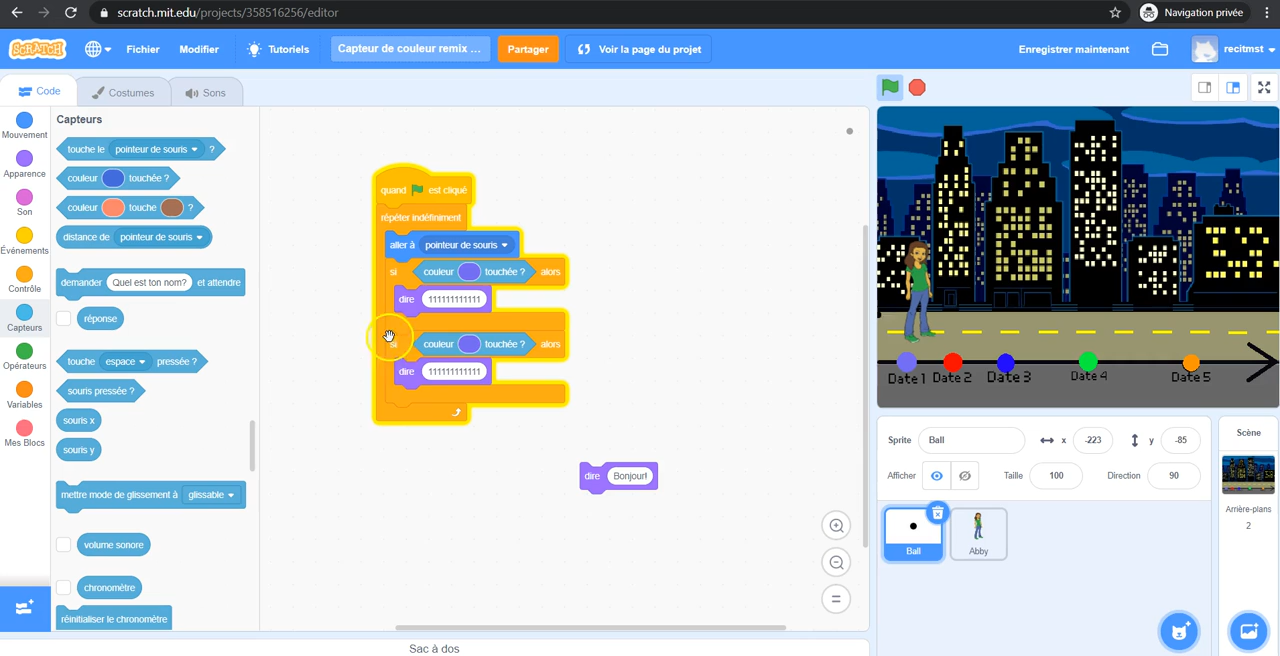 scratch.mit.edu/projects/358516256/editor
Navigation privée
SCRATCH
Fichier
Modifier
Tutoriels
Capteur de couleur remix ...
Partager
Voir la page du projet
Enregistrer maintenant
recitmst
Code
Costumes
Sons
Mouvement
Apparence
Son
Événements
Contrôle
Capteurs
Opérateurs
Variables
Mes Blocs
Capteurs
touche le pointeur de souris ?
couleur touchée ?
couleur touche ?
distance de pointeur de souris
demander Quel est ton nom? et attendre
réponse
touche espace pressée ?
souris pressée ?
souris x
souris y
mettre mode de glissement à glissable
volume sonore
chronomètre
réinitialiser le chronomètre
quand est cliqué
répéter indéfiniment
aller à pointeur de souris
si couleur touchée ? alors
dire 111111111111
si couleur touchée ? alors
dire 111111111111
dire Bonjour!
Date 1 Date 2 Date 3 Date 4 Date 5
Sprite Ball x -223 y -85
Afficher Taille 100 Direction 90
Ball
Abby
Scène
Arrière-plans
2
Sac à dos